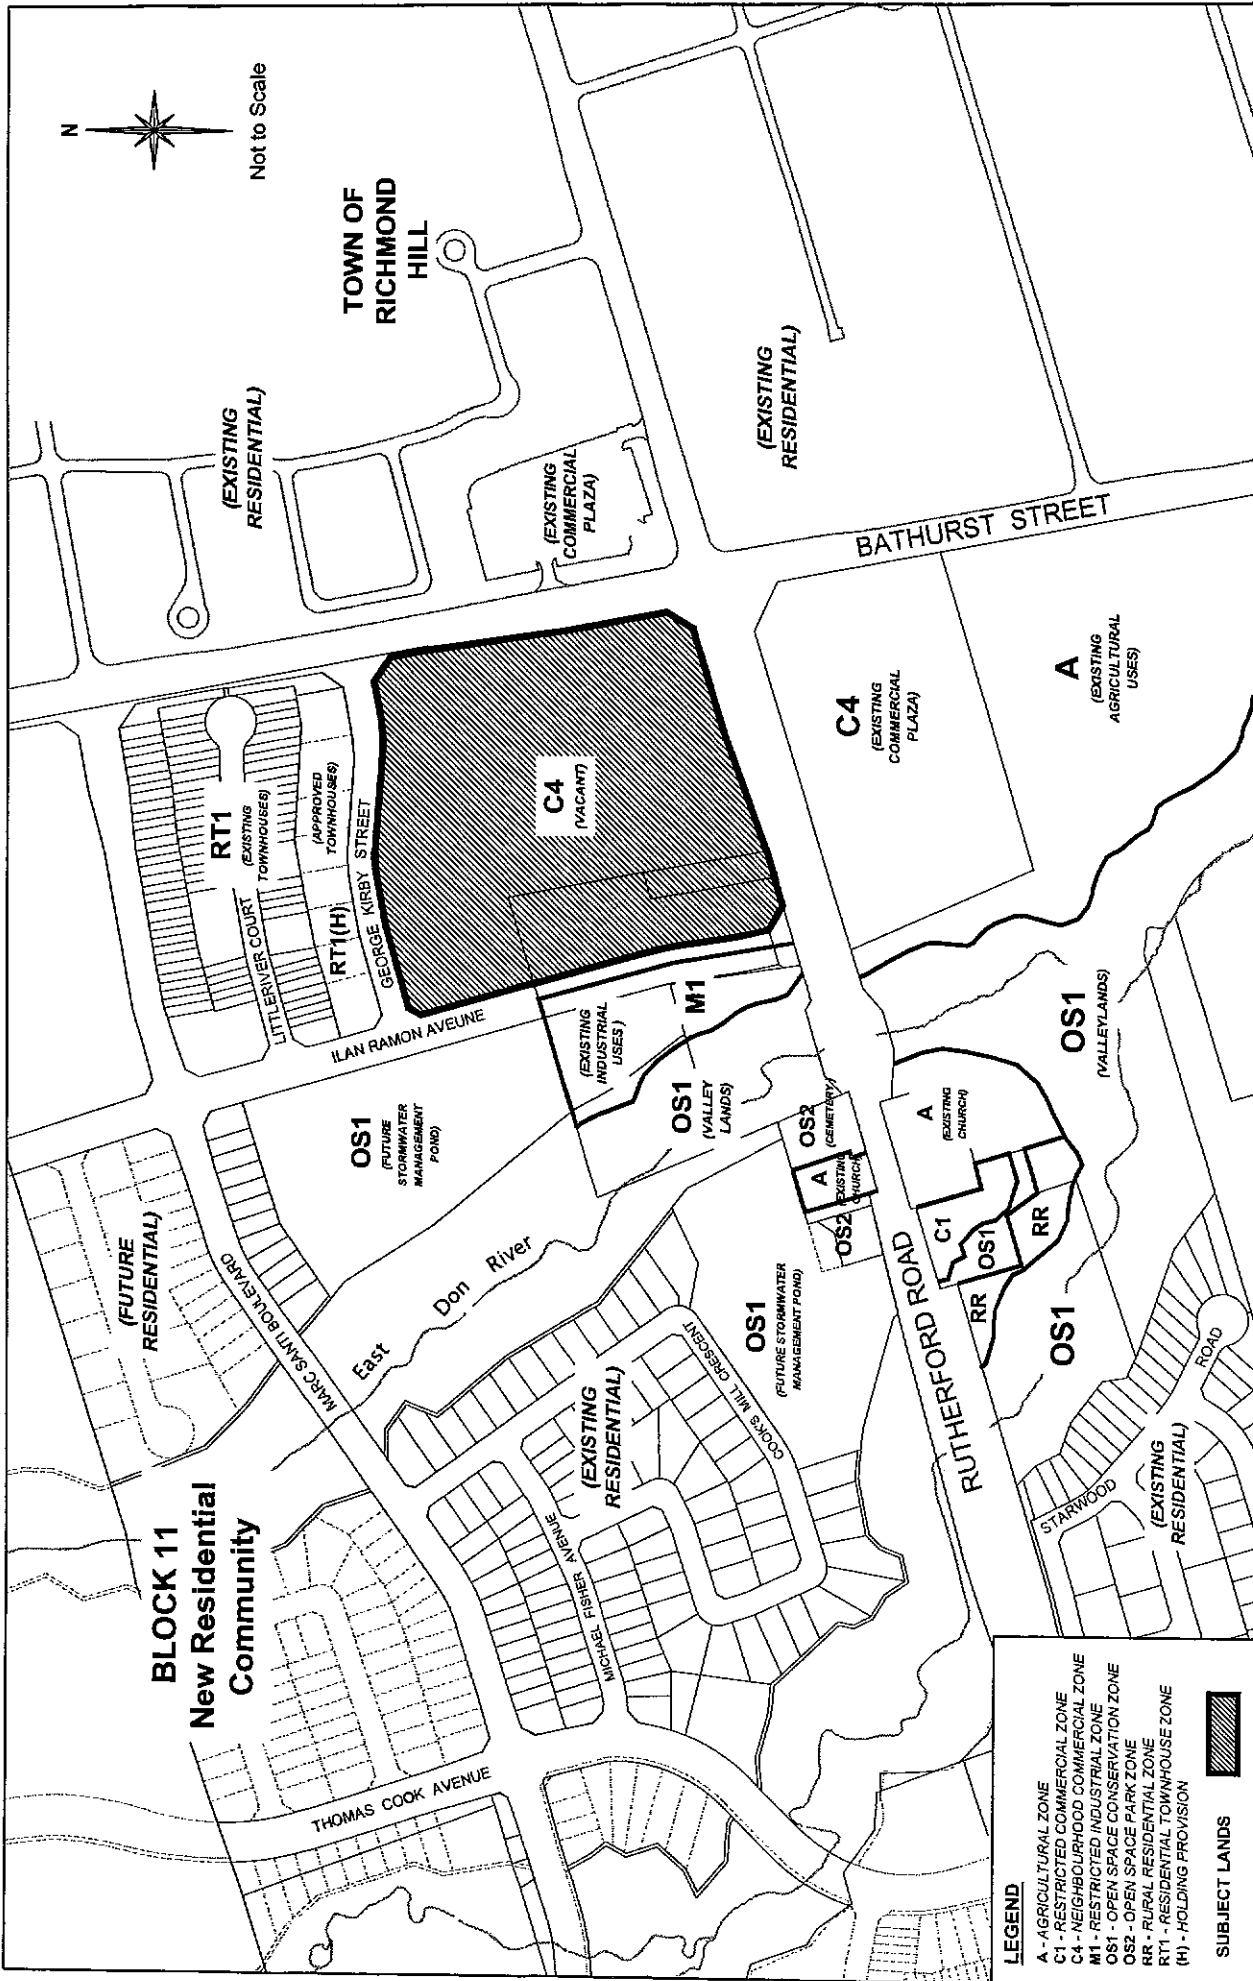 N
Not to Scale
TOWN OF
RICHMOND
HILL
(EXISTING
RESIDENTIAL)
(EXISTING
COMMERCIAL
PLAZA)
(EXISTING
RESIDENTIAL)
BATHURST STREET
RT1
(EXISTING
TOWNHOUSES)
(APPROVED
TOWNHOUSES)
LITTLERIVER COURT
RT1(H)
GEORGE KIRBY STREET
ILAN RAMON AVEUNE
C4
(VACANT)
C4
(EXISTING
COMMERCIAL
PLAZA)
A
(EXISTING
AGRICULTURAL
USES)
(EXISTING
INDUSTRIAL
USES )
M1
OS1
(FUTURE
STORMWATER
MANAGEMENT
POND)
OS1
(VALLEY
LANDS)
OS2
(CEMETERY)
A
(EXISTING
CHURCH)
OS2
A
(EXISTING
CHURCH)
OS1
(VALLEYLANDS)
C1
OS1
RR
RR
OS1
RUTHERFORD ROAD
(FUTURE
RESIDENTIAL)
MARC SANTI BOULEVARD
East Don River
OS1
(FUTURE STORMWATER
MANAGEMENT POND)
COOK'S MILL CRESCENT
(EXISTING
RESIDENTIAL)
MICHAEL FISHER AVENUE
BLOCK 11
New Residential
Community
THOMAS COOK AVENUE
STARWOOD ROAD
(EXISTING
RESIDENTIAL)
LEGEND
A - AGRICULTURAL ZONE
C1 - RESTRICTED COMMERCIAL ZONE
C4 - NEIGHBOURHOOD COMMERCIAL ZONE
M1 - RESTRICTED INDUSTRIAL ZONE
OS1 - OPEN SPACE CONSERVATION ZONE
OS2 - OPEN SPACE PARK ZONE
RR - RURAL RESIDENTIAL ZONE
RT1 - RESIDENTIAL TOWNHOUSE ZONE
(H) - HOLDING PROVISION
SUBJECT LANDS